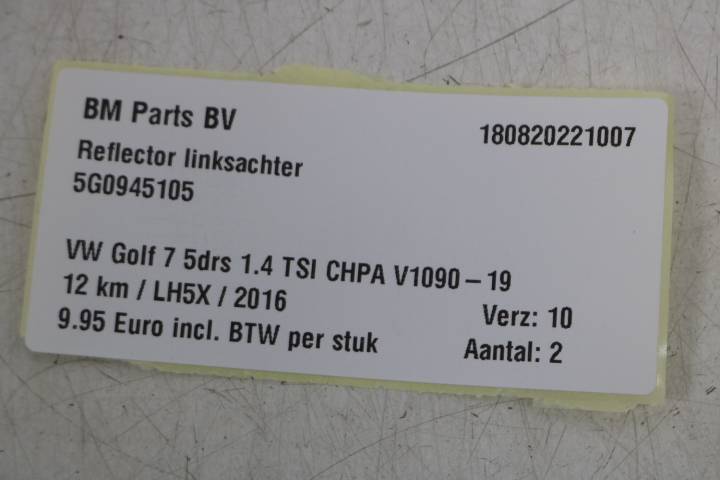 BM Parts BV
180820221007
Reflector linksachter
5G0945105
VW Golf 7 5drs 1.4 TSI CHPA V1090 – 19
12 km / LH5X / 2016
Verz: 10
9.95 Euro incl. BTW per stuk
Aantal: 2